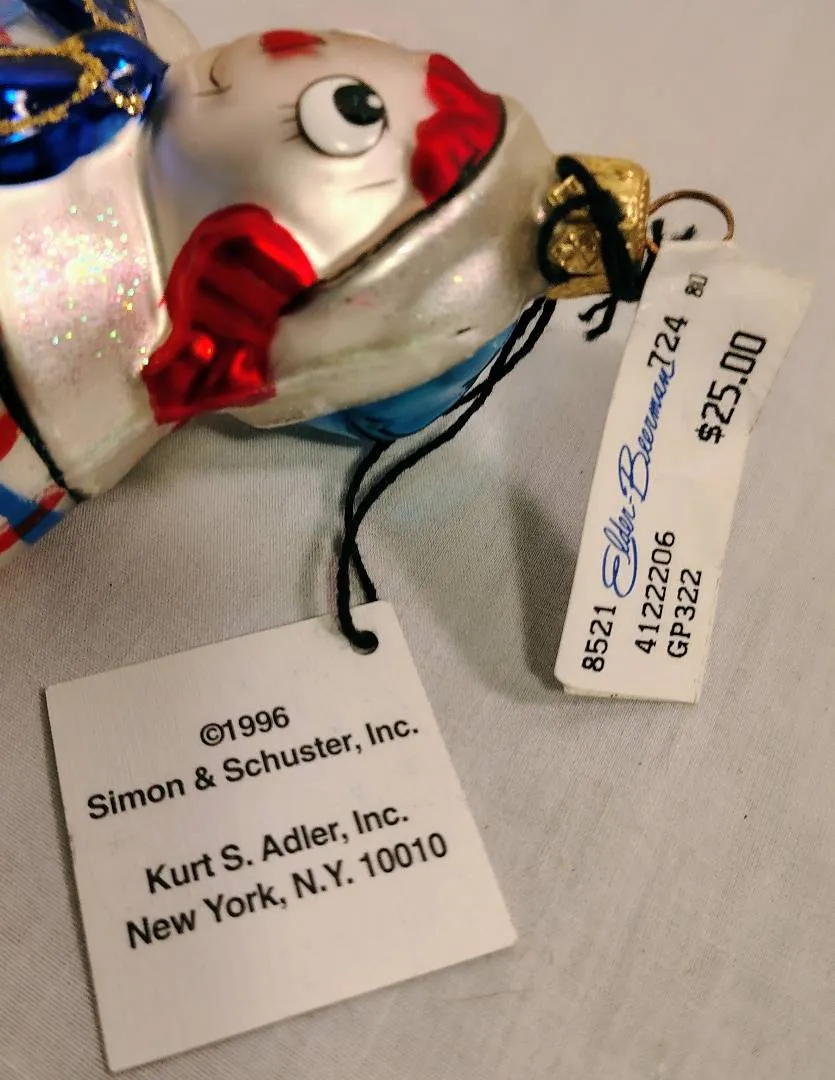 ©1996
Simon & Schuster, Inc.
Kurt S. Adler, Inc.
New York, N.Y. 10010
8521 Elder-Beerman 724 80
4122206 $25.00
GP322